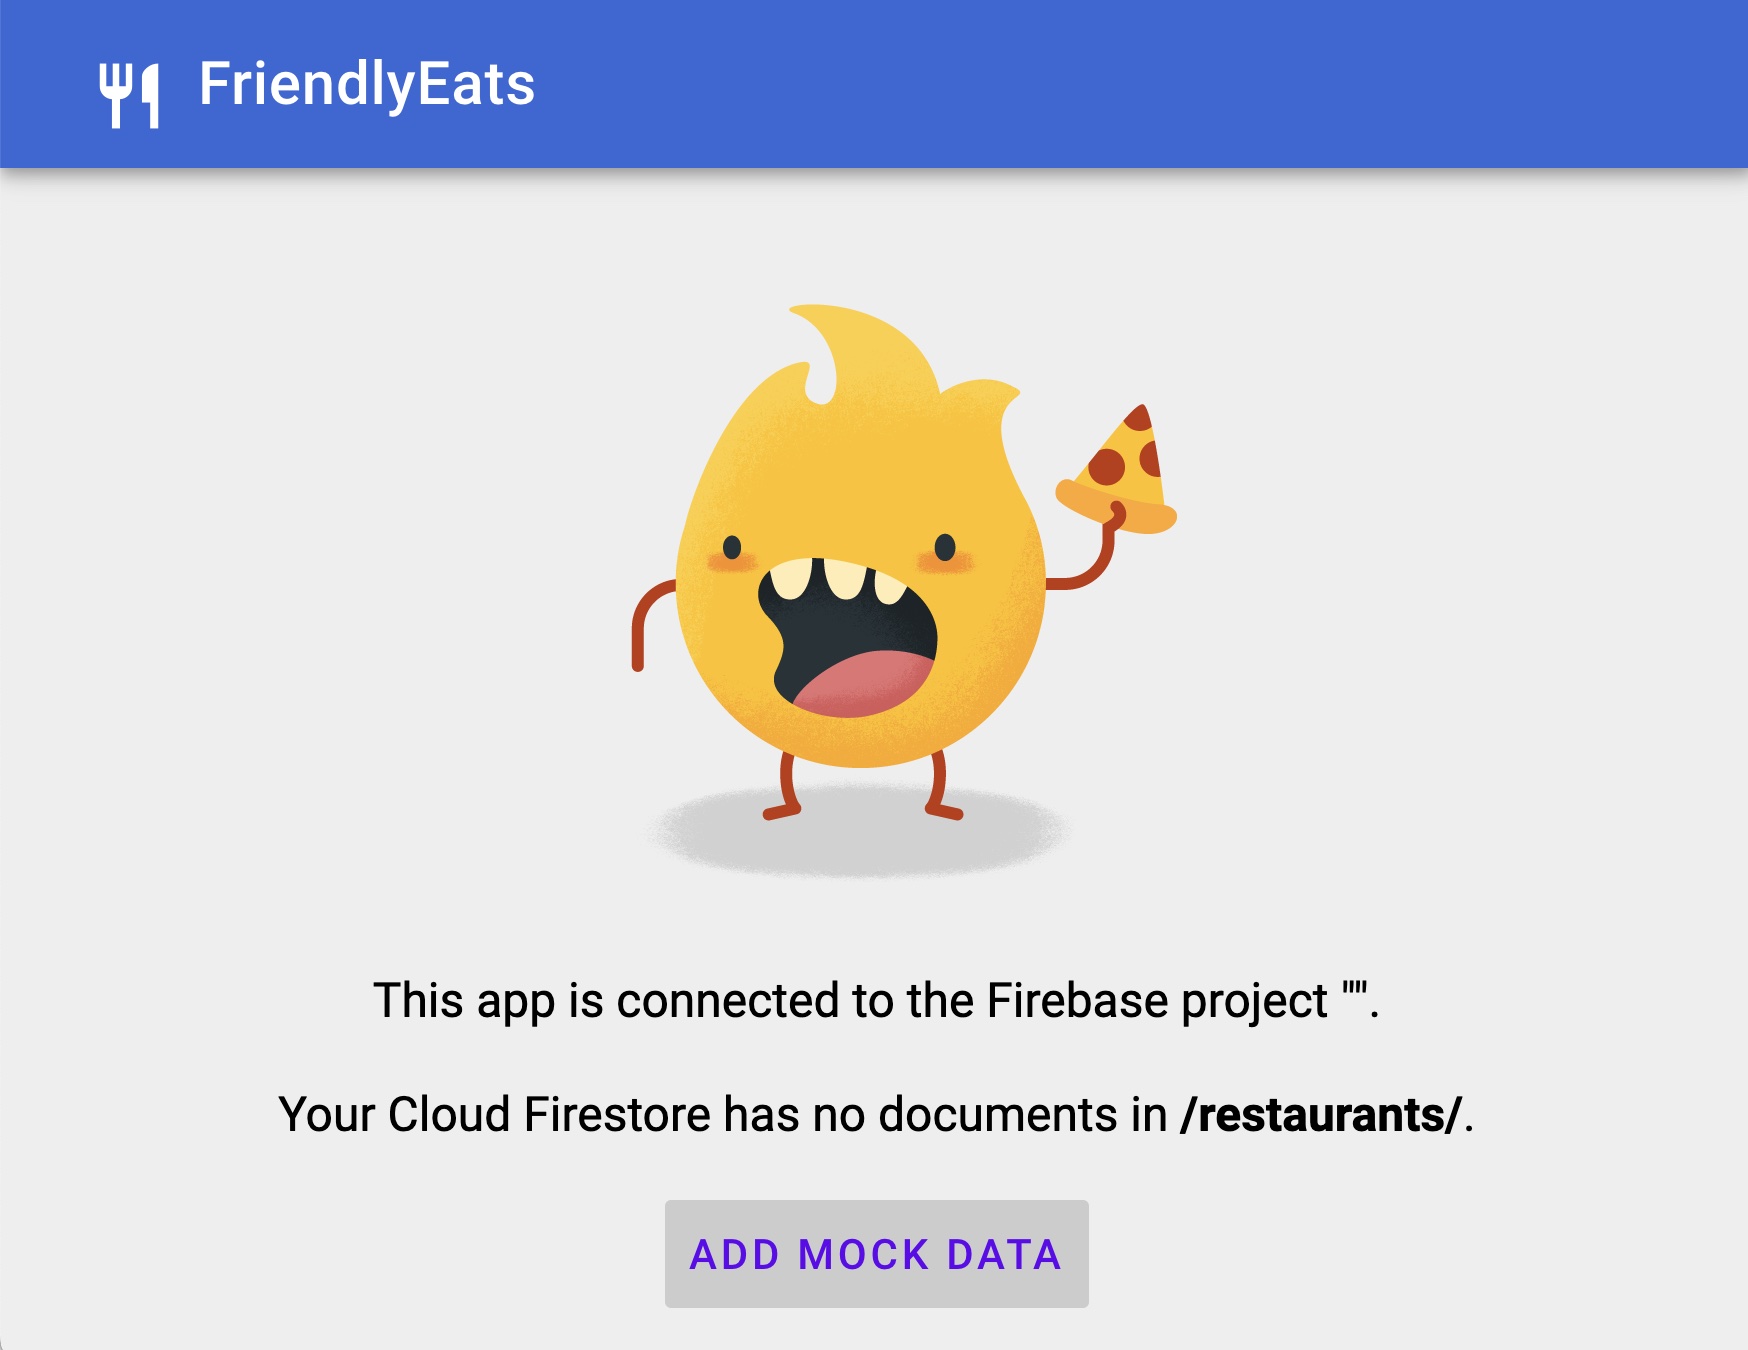 FriendlyEats
This app is connected to the Firebase project "".
Your Cloud Firestore has no documents in /restaurants/.
ADD MOCK DATA